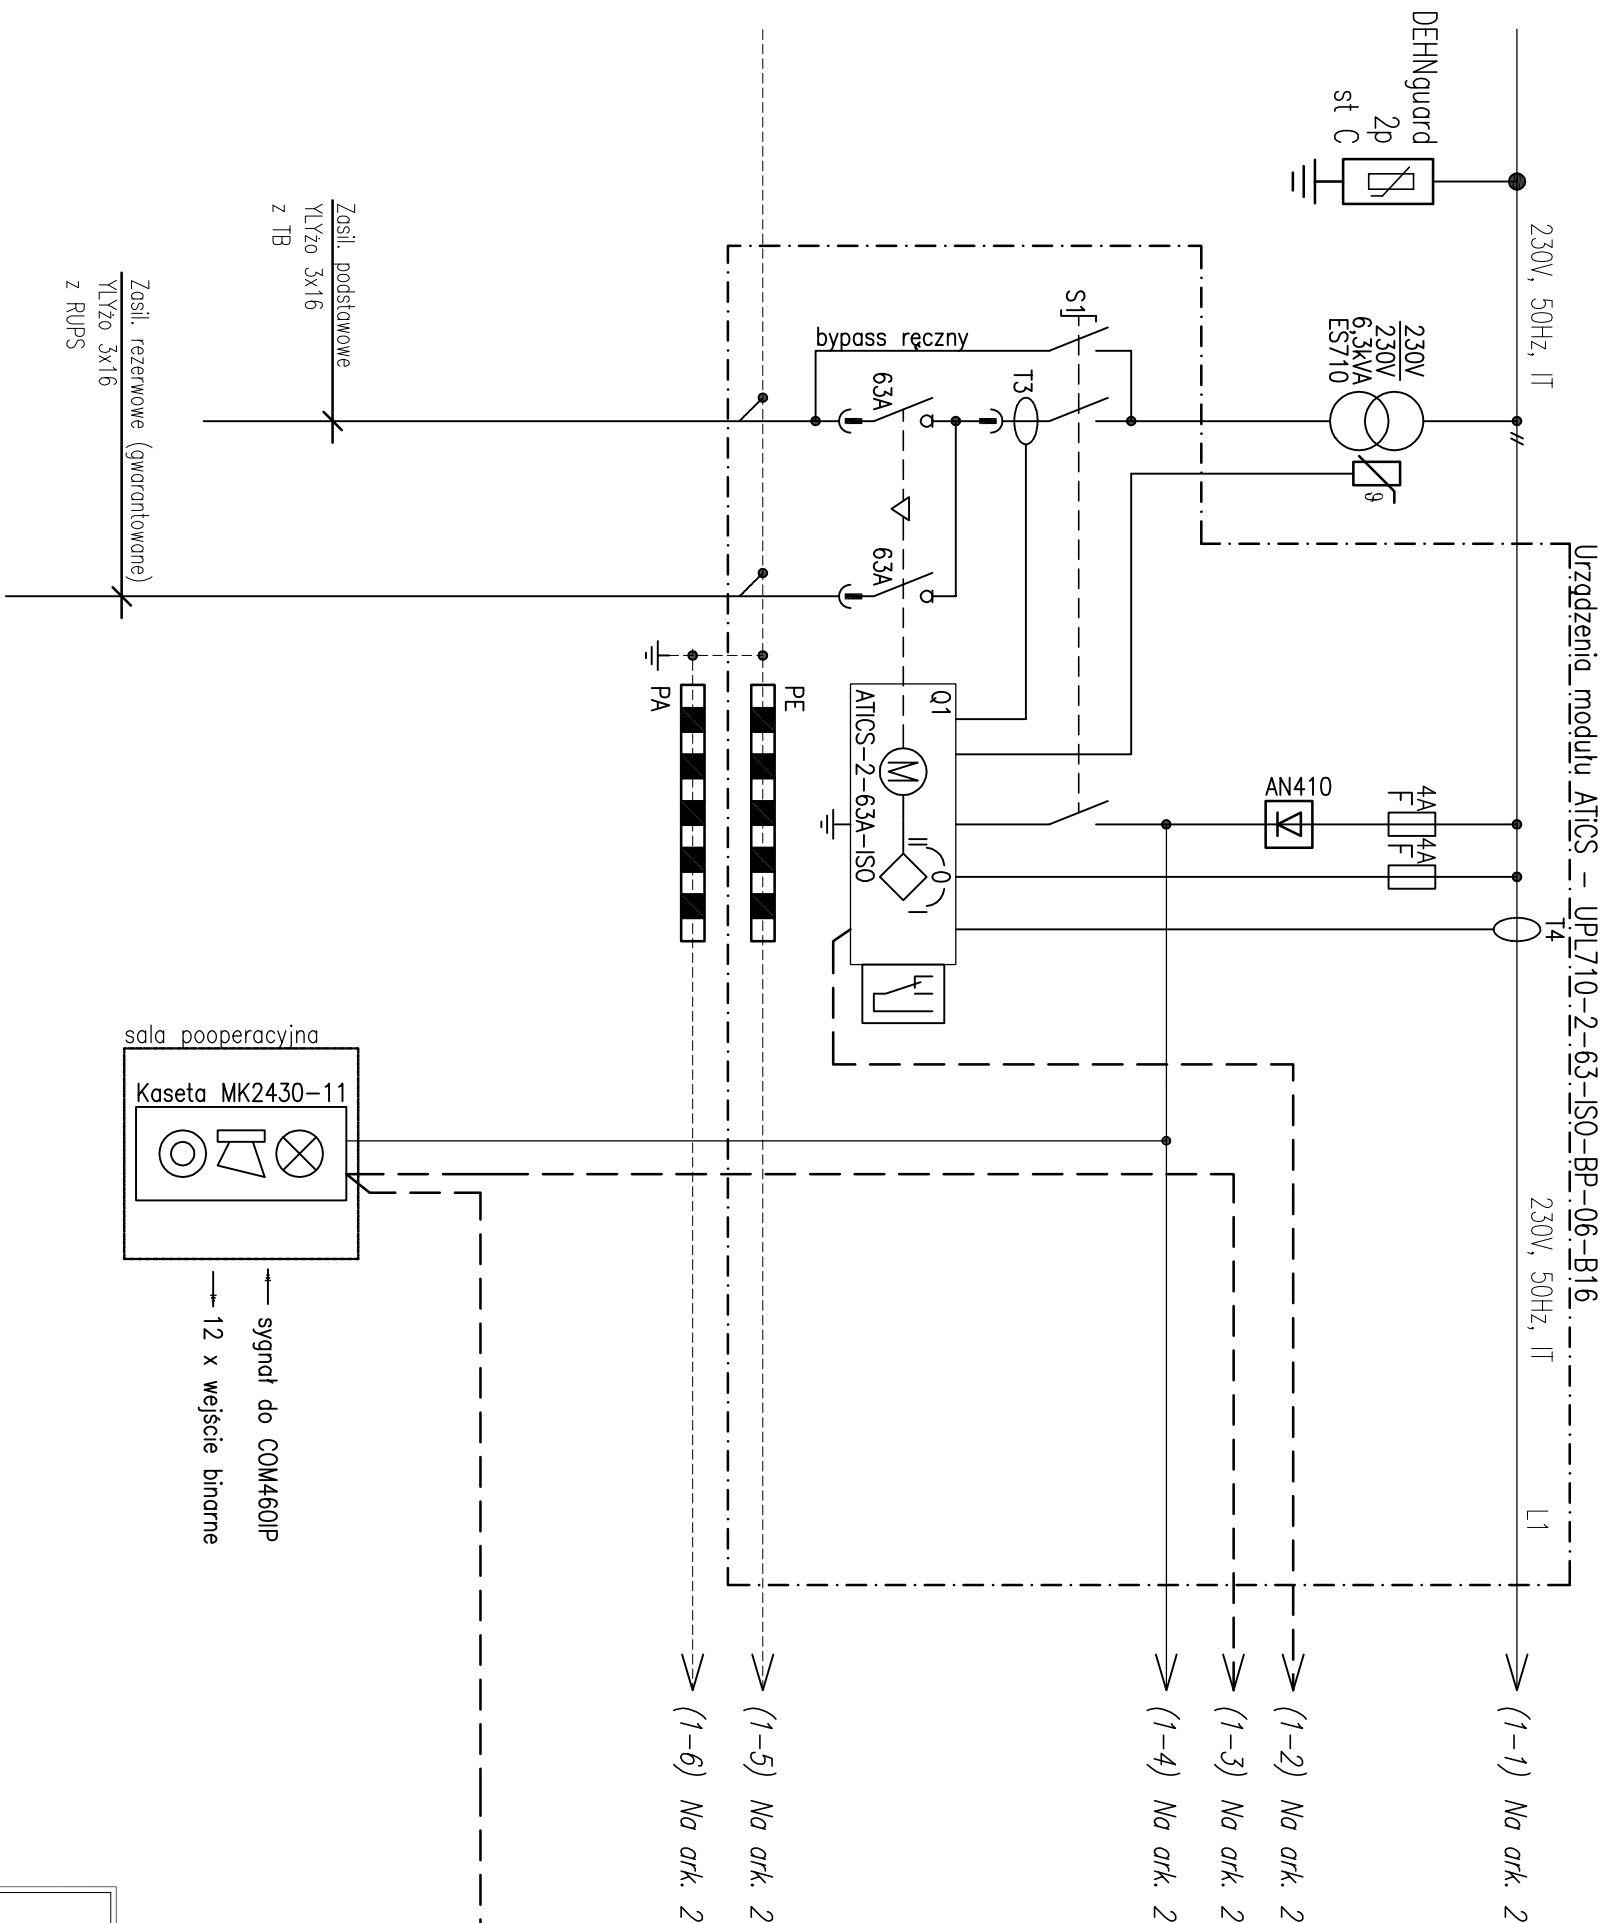 DEHNguard
2p
st C
230V, 50Hz, IT
230V
230V
6,3kVA
ES710
ϑ
Urządzenia modułu ATiCS – UPL710–2–63–ISO–BP–06–B16
230V, 50Hz, IT
L1
S1
bypass ręczny
T3
63A
63A
Zasil. podstawowe
YLYżo 3x16
z TB
Zasil. rezerwowe (gwarantowane)
YLYżo 3x16
z RUPS
AN410
4A
F
4A
F
T4
Q1
ATICS–2–63A–ISO
M
II
0
I
PE
PA
sala pooperacyjna
Kaseta MK2430–11
sygnał do COM460IP
12 x wejście binarne
(1–1) Na ark. 2
(1–2) Na ark. 2
(1–3) Na ark. 2
(1–4) Na ark. 2
(1–5) Na ark. 2
(1–6) Na ark. 2